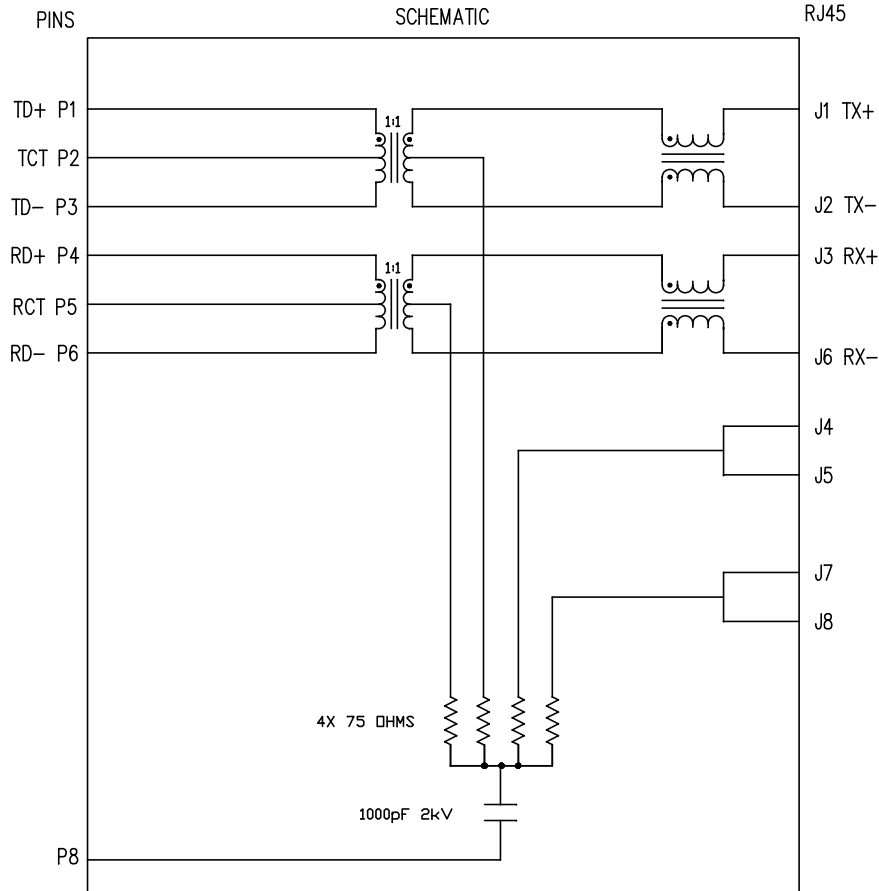 PINS
SCHEMATIC
RJ45
TD+ P1
1:1
J1 TX+
TCT P2
TD- P3
J2 TX-
RD+ P4
1:1
J3 RX+
RCT P5
RD- P6
J6 RX-
J4
J5
J7
J8
4X 75 OHMS
1000pF 2kV
P8